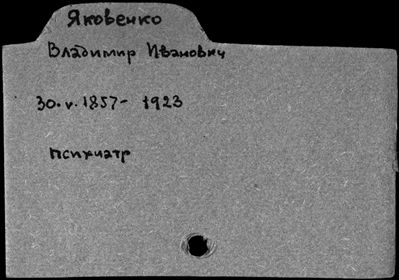 Яковенко
Владимир Иванович
30.V.1857- 1923
психиатр